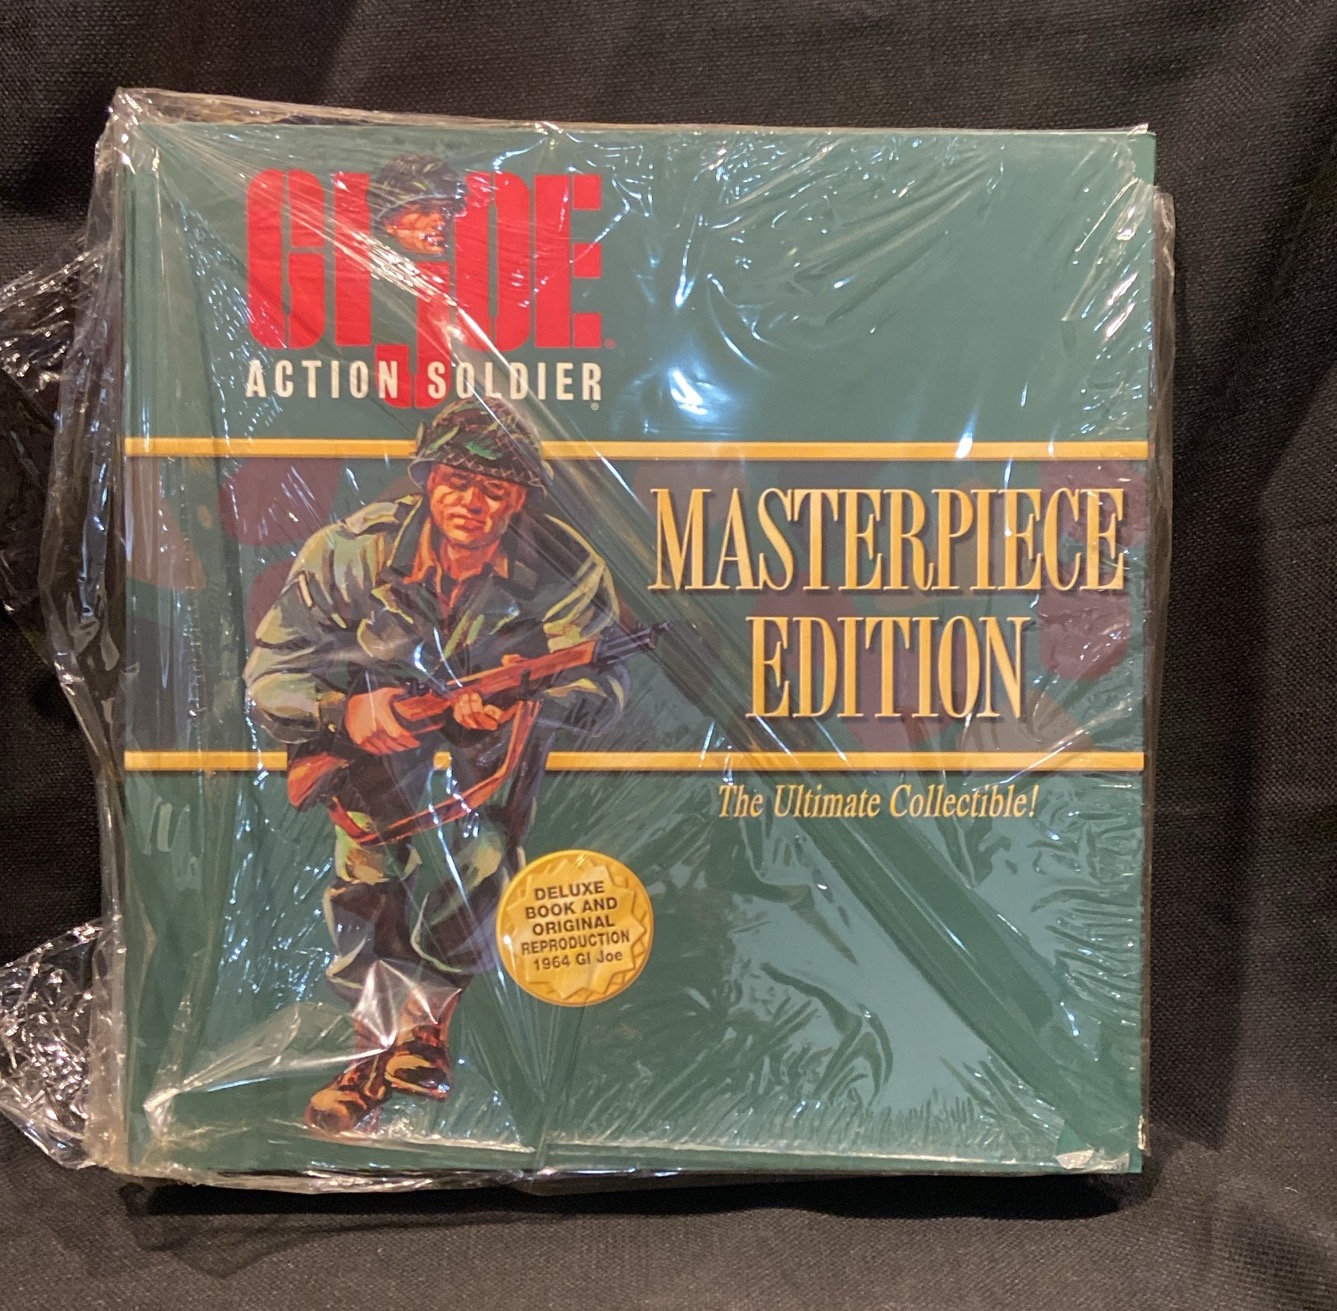 GI JOE
ACTION SOLDIER
MASTERPIECE
EDITION
The Ultimate Collectible!
DELUXE
BOOK AND
ORIGINAL
REPRODUCTION
1964 GI Joe